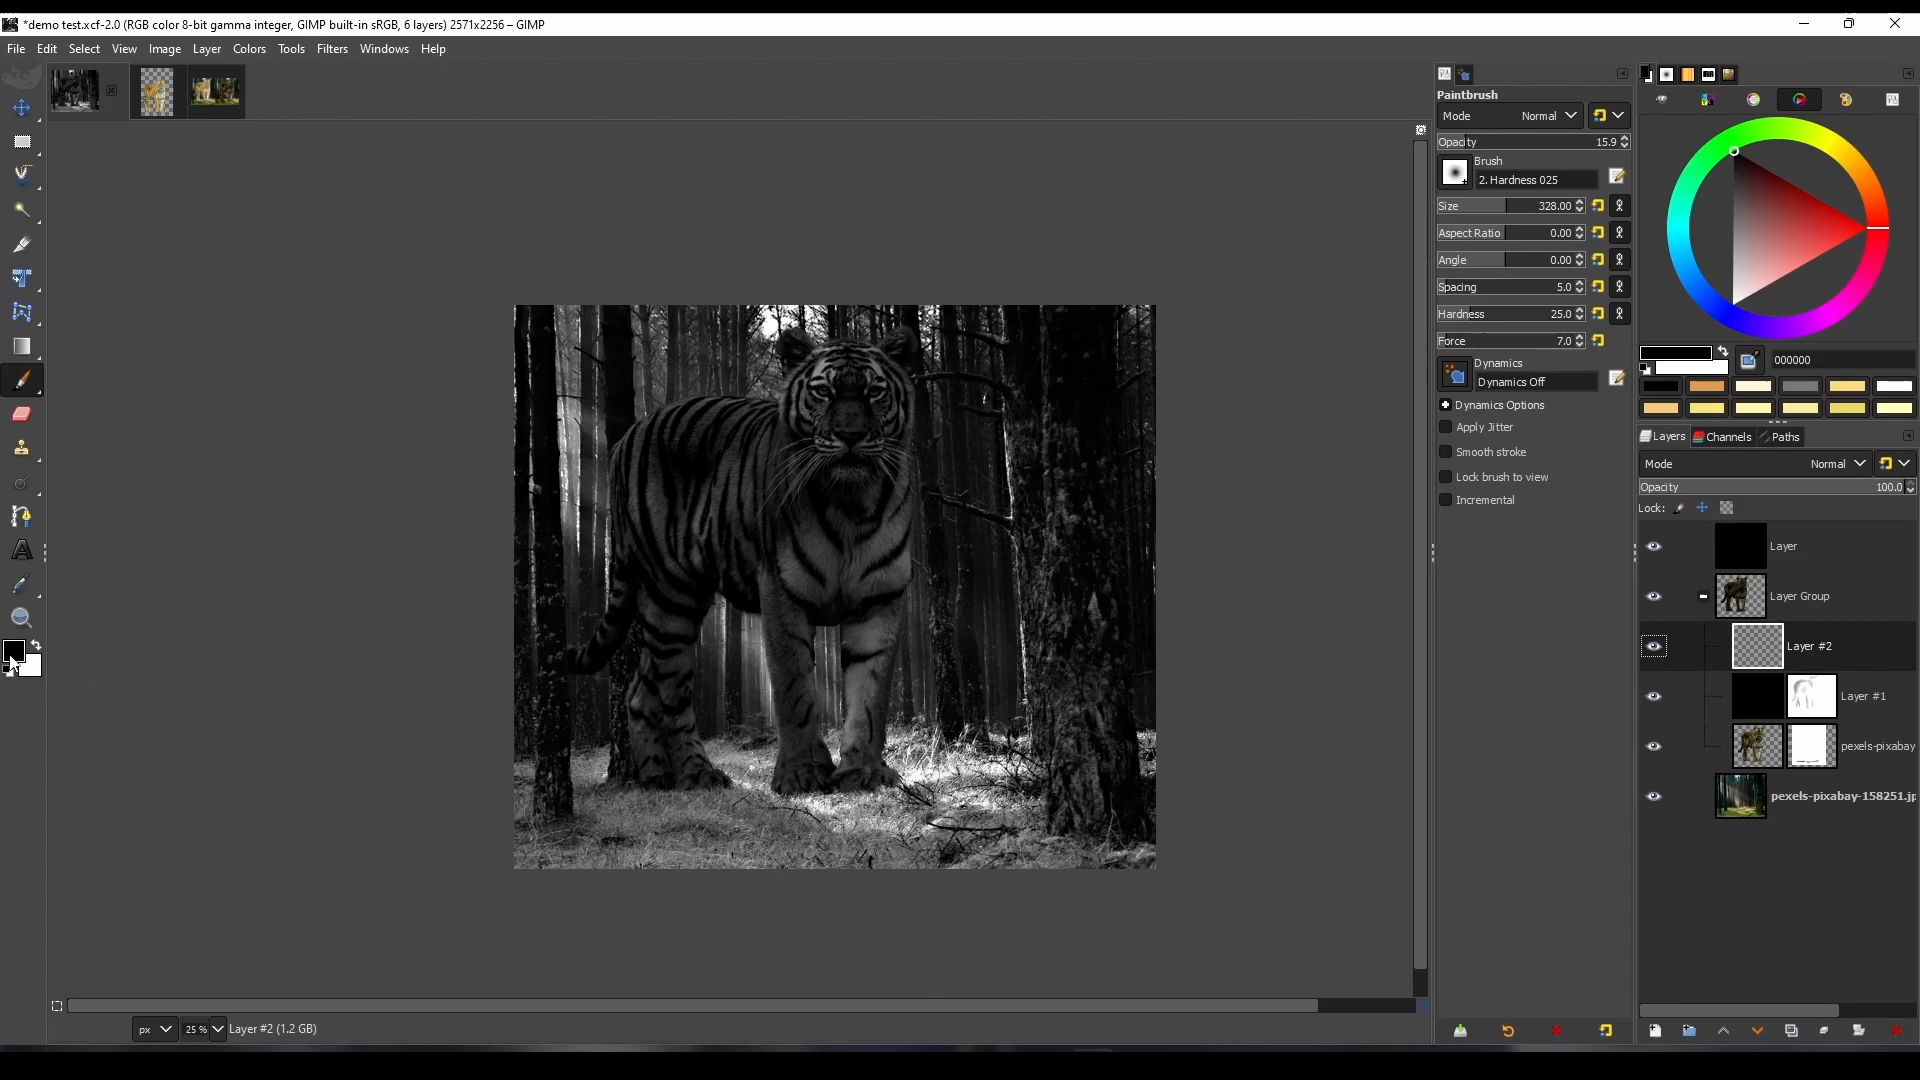 *demo test.xcf-2.0 (RGB color 8-bit gamma integer, GIMP built-in sRGB, 6 layers) 2571x2256 – GIMP
File Edit Select View Image Layer Colors Tools Filters Windows Help
Paintbrush
Mode Normal
Opacity 15.9
Brush
2. Hardness 025
Size 328.00
Aspect Ratio 0.00
Angle 0.00
Spacing 5.0
Hardness 25.0
Force 7.0
Dynamics
Dynamics Off
Dynamics Options
Apply Jitter
Smooth stroke
Lock brush to view
Incremental
000000
Layers Channels Paths
Mode Normal
Opacity 100.0
Lock:
Layer
Layer Group
Layer #2
Layer #1
pexels-pixabay
pexels-pixabay-158251.jp
px 25 % Layer #2 (1.2 GB)